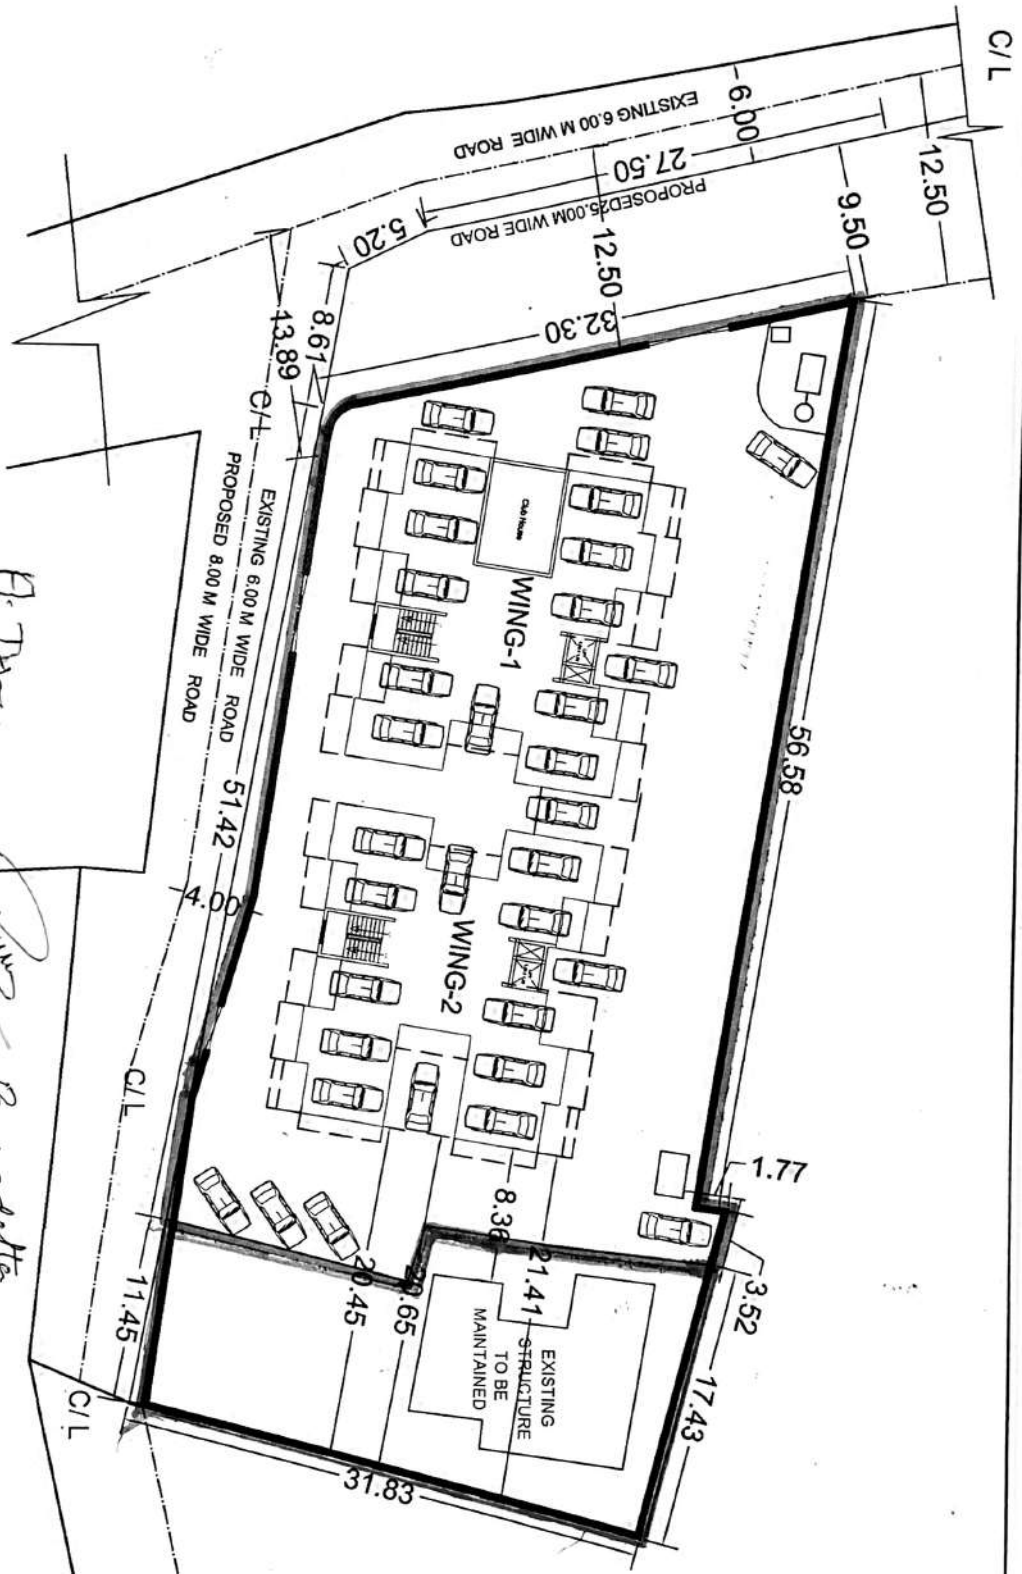 C/L
12.50
6.00
EXISTING 6.00 M WIDE ROAD
27.50
PROPOSED25.00M WIDE ROAD
9.50
5.20
12.50
32.30
8.61
13.89
C/L
EXISTING 6.00 M WIDE ROAD
PROPOSED 8.00 M WIDE ROAD
51.42
4.00
Club House
WING-1
56.58
WING-2
C/L
1.77
3.52
8.36
21.41
20.45
.65
11.45
17.43
EXISTING
STRUCTURE
TO BE
MAINTAINED
31.83
C/L